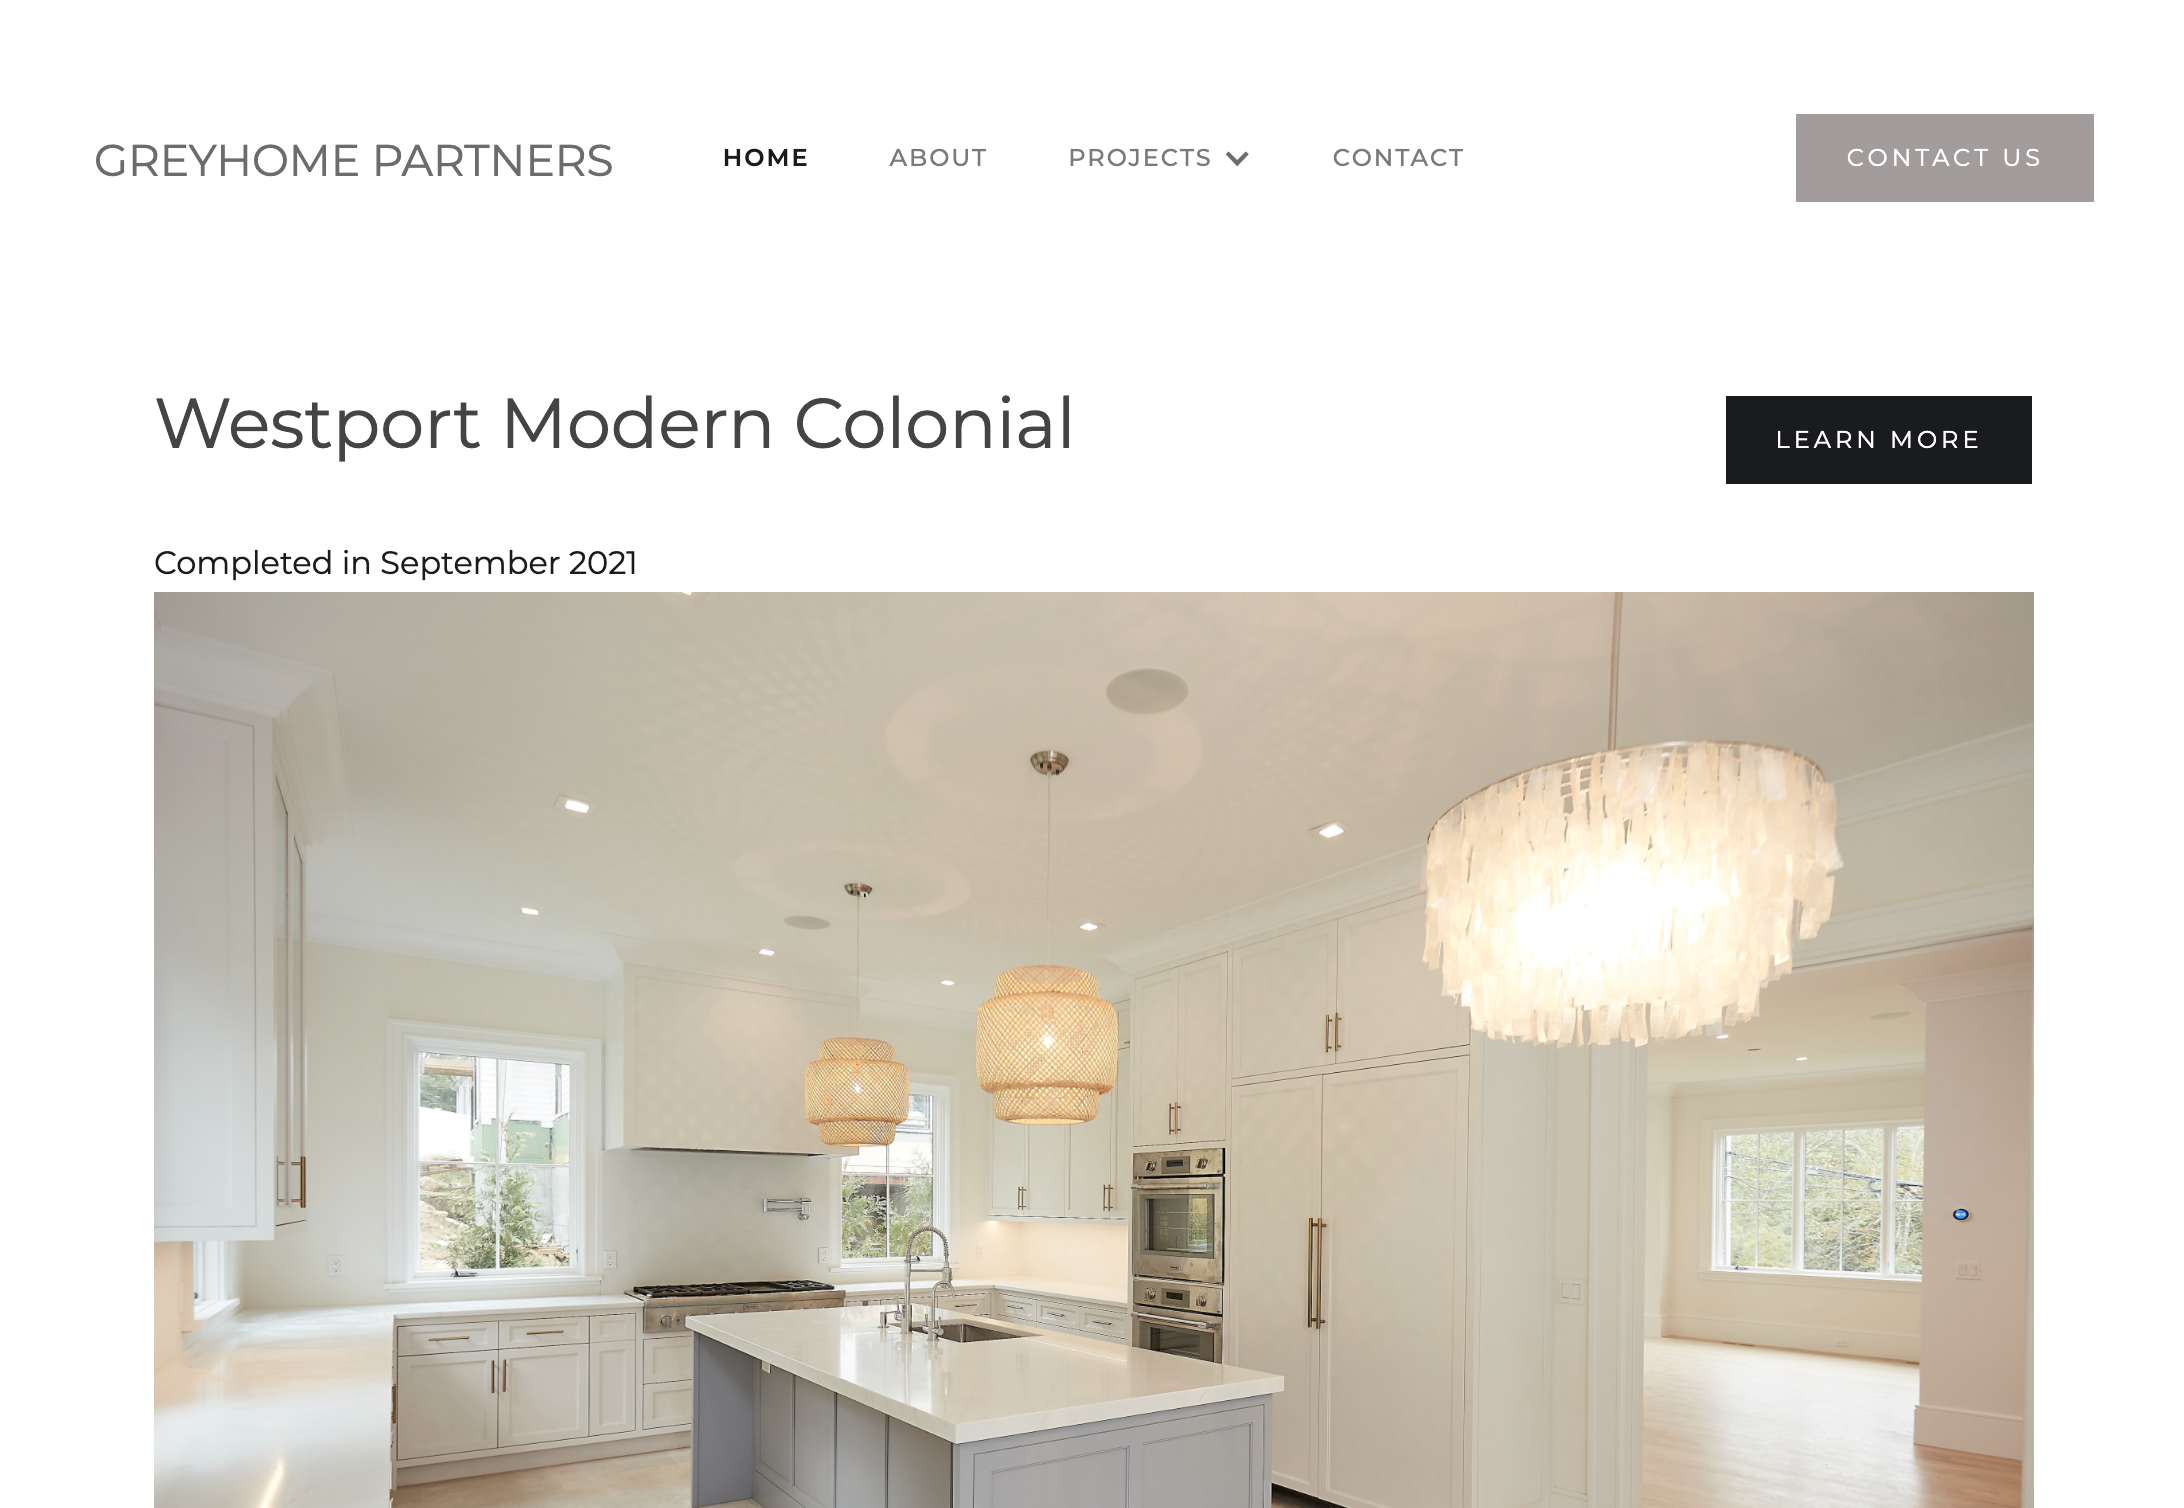 GREYHOME PARTNERS
HOME
ABOUT
PROJECTS
CONTACT
CONTACT US
Westport Modern Colonial
LEARN MORE
Completed in September 2021